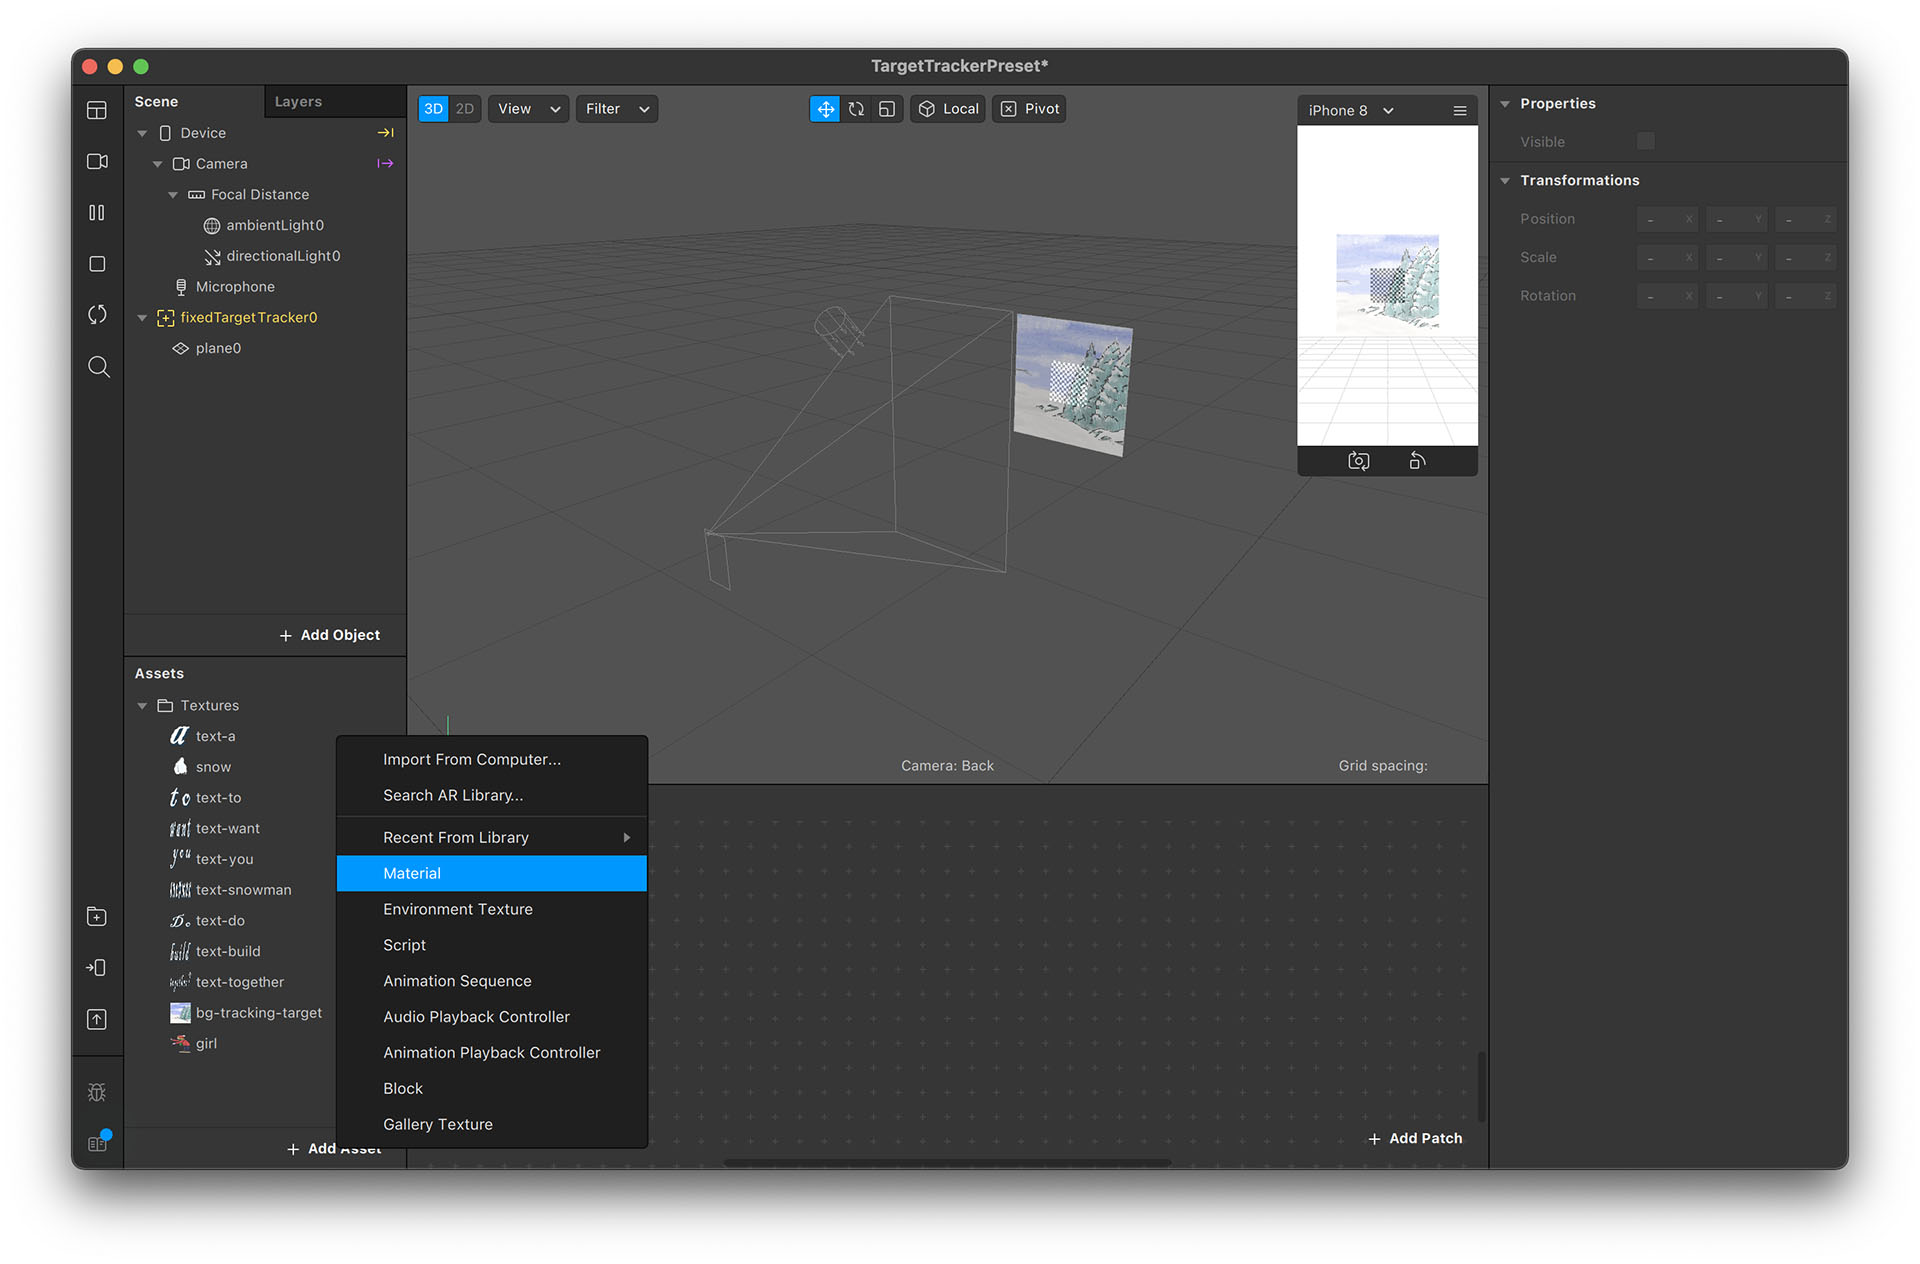 TargetTrackerPreset*
Scene
Layers
Device
Camera
Focal Distance
ambientLight0
directionalLight0
Microphone
fixedTargetTracker0
plane0
+ Add Object
Assets
Textures
text-a
snow
text-to
text-want
text-you
text-snowman
text-do
text-build
text-together
bg-tracking-target
girl
+ Add Asset
3D 2D View Filter
Local Pivot
iPhone 8
Camera: Back
Grid spacing:
Import From Computer...
Search AR Library...
Recent From Library
Material
Environment Texture
Script
Animation Sequence
Audio Playback Controller
Animation Playback Controller
Block
Gallery Texture
+ Add Patch
Properties
Visible
Transformations
Position - X - Y - Z
Scale - X - Y - Z
Rotation - X - Y - Z